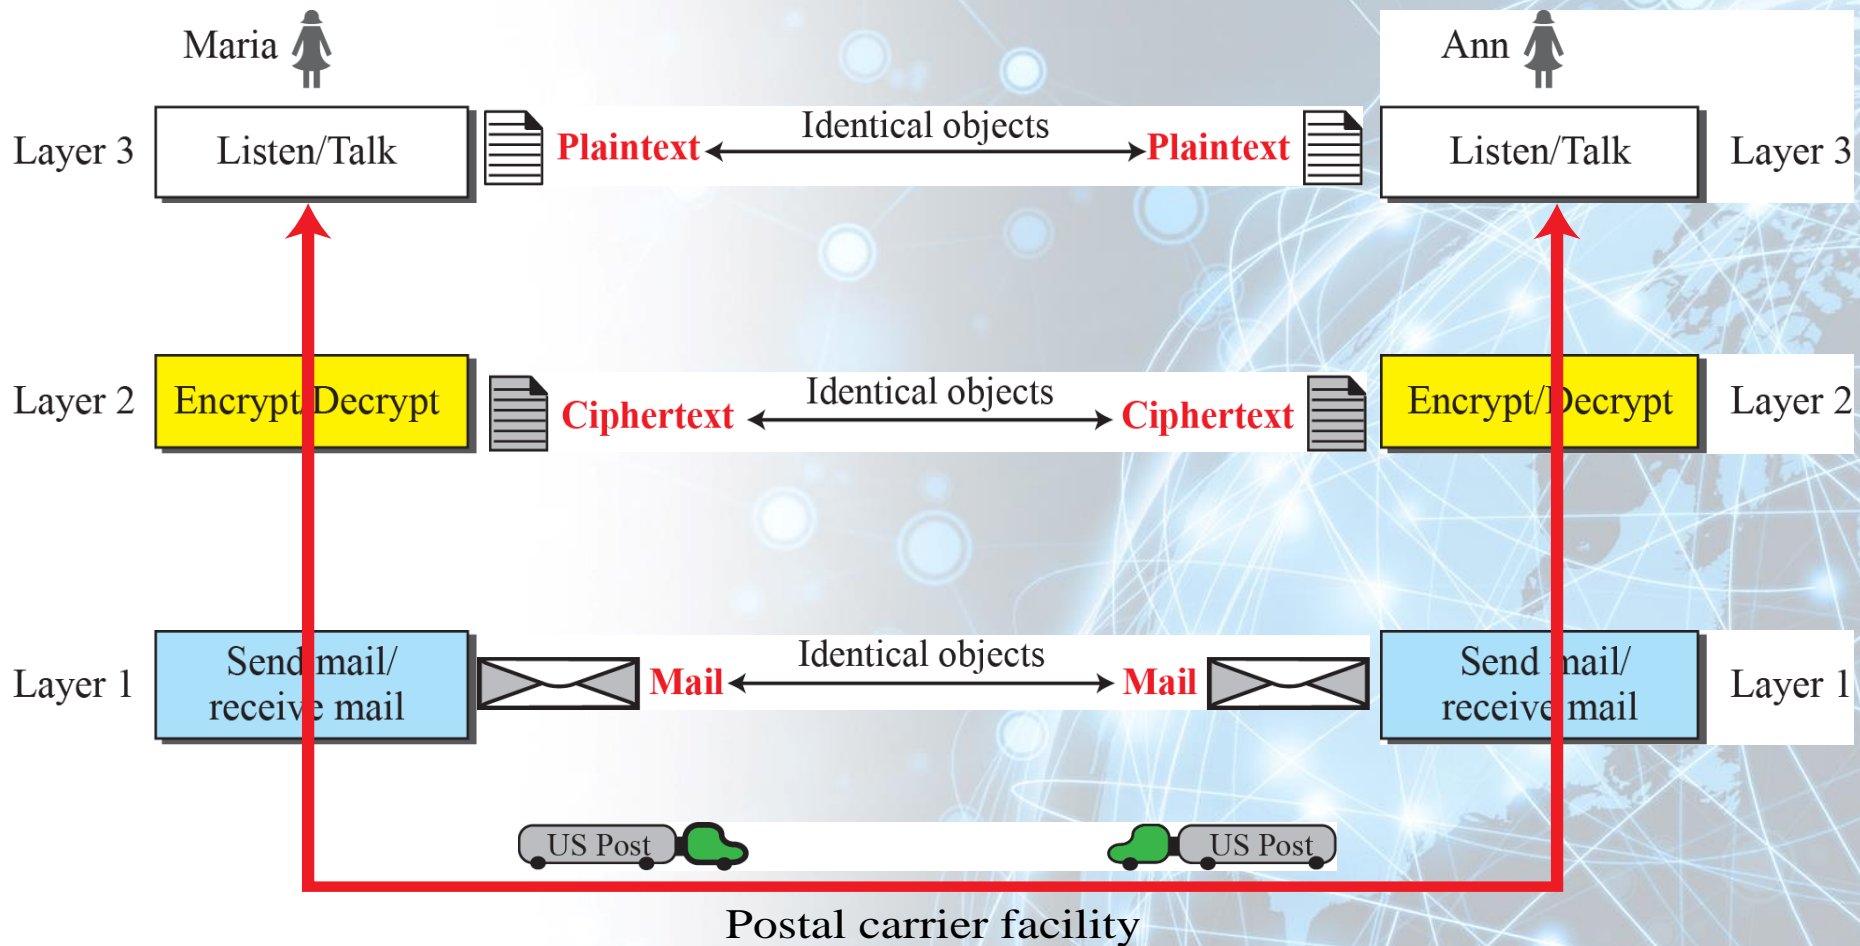 Maria
Ann
Layer 3
Listen/Talk
Plaintext
Identical objects
Plaintext
Listen/Talk
Layer 3
Layer 2
Encrypt/Decrypt
Ciphertext
Identical objects
Ciphertext
Encrypt/Decrypt
Layer 2
Layer 1
Send mail/
receive mail
Mail
Identical objects
Mail
Send mail/
receive mail
Layer 1
US Post
US Post
Postal carrier facility